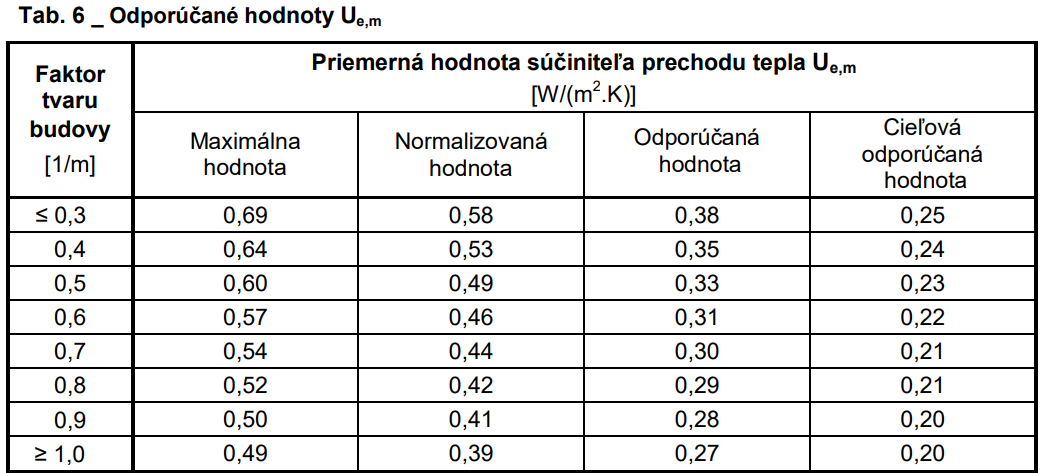 Tab. 6 _ Odporúčané hodnoty Ue,m
Faktor tvaru budovy [1/m]
Priemerná hodnota súčiniteľa prechodu tepla Ue,m
[W/(m2.K)]
Maximálna hodnota
Normalizovaná hodnota
Odporúčaná hodnota
Cieľová odporúčaná hodnota
≤ 0,3 0,69 0,58 0,38 0,25
0,4 0,64 0,53 0,35 0,24
0,5 0,60 0,49 0,33 0,23
0,6 0,57 0,46 0,31 0,22
0,7 0,54 0,44 0,30 0,21
0,8 0,52 0,42 0,29 0,21
0,9 0,50 0,41 0,28 0,20
≥ 1,0 0,49 0,39 0,27 0,20